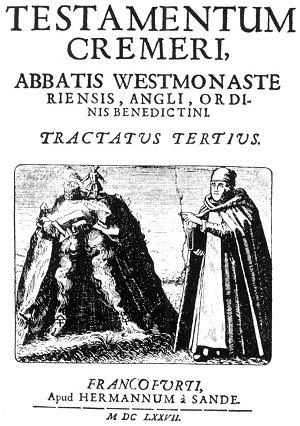 TESTAMENTUM
CREMERI,
ABBATIS WESTMONASTE
RIENSIS, ANGLI, ORDI-
NIS BENEDICTINI.
TRACTATUS TERTIUS.
FRANCOFURTI,
Apud HERMANNUM à SANDE.
M DC LXXVII.